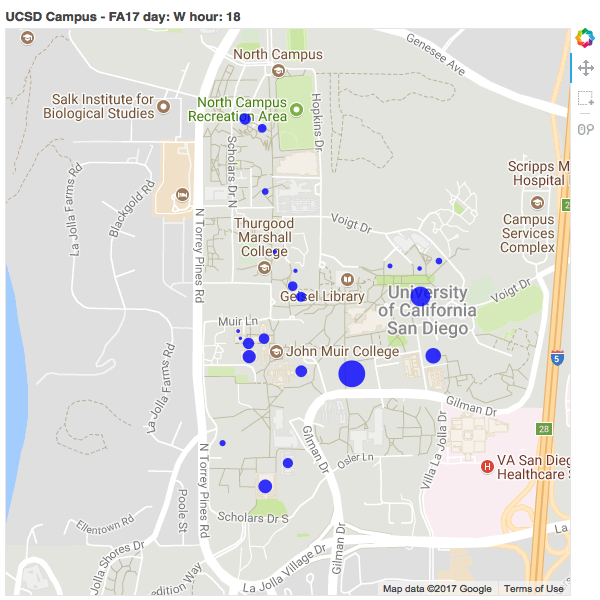 UCSD Campus - FA17 day: W hour: 18
Genesee Ave
North Campus
Salk Institute for
Biological Studies
North Campus
Recreation Area
Hopkins Dr
Scholars Dr N
La Jolla Farms Rd
Blackgold Rd
Scripps M
Hospital
2
Campus
Services
Complex
Voigt Dr
Thurgood
Marshall
College
N Torrey Pines Rd
Geisel Library
University
of California
San Diego
Voigt Dr
Muir Ln
John Muir College
5
La Jolla Farms Rd
Gilman Dr
Gilman Dr
Villa La Jolla Dr
28
Osler Ln
N Torrey Pines Rd
VA San Dieg
Healthcare S
H
Poole St
Ellentown Rd
Scholars Dr S
Gilman Dr
La
La Jolla Shores Dr
La Jolla Village Dr
edition Way
Map data ©2017 Google Terms of Use